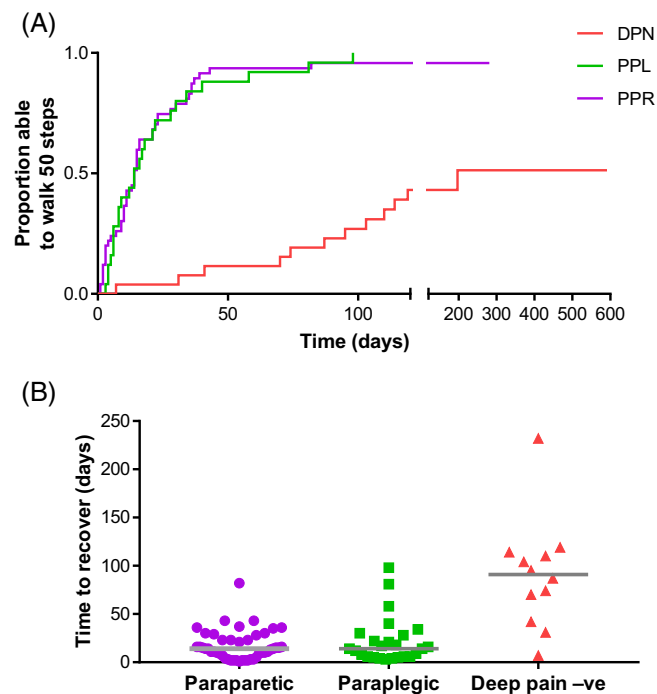 (A)
Proportion able
to walk 50 steps
1.0
0.5
0.0
0
50
100
200
300
400
500
600
Time (days)
DPN
PPL
PPR
(B)
Time to recover (days)
250
200
150
100
50
0
Paraparetic
Paraplegic
Deep pain –ve